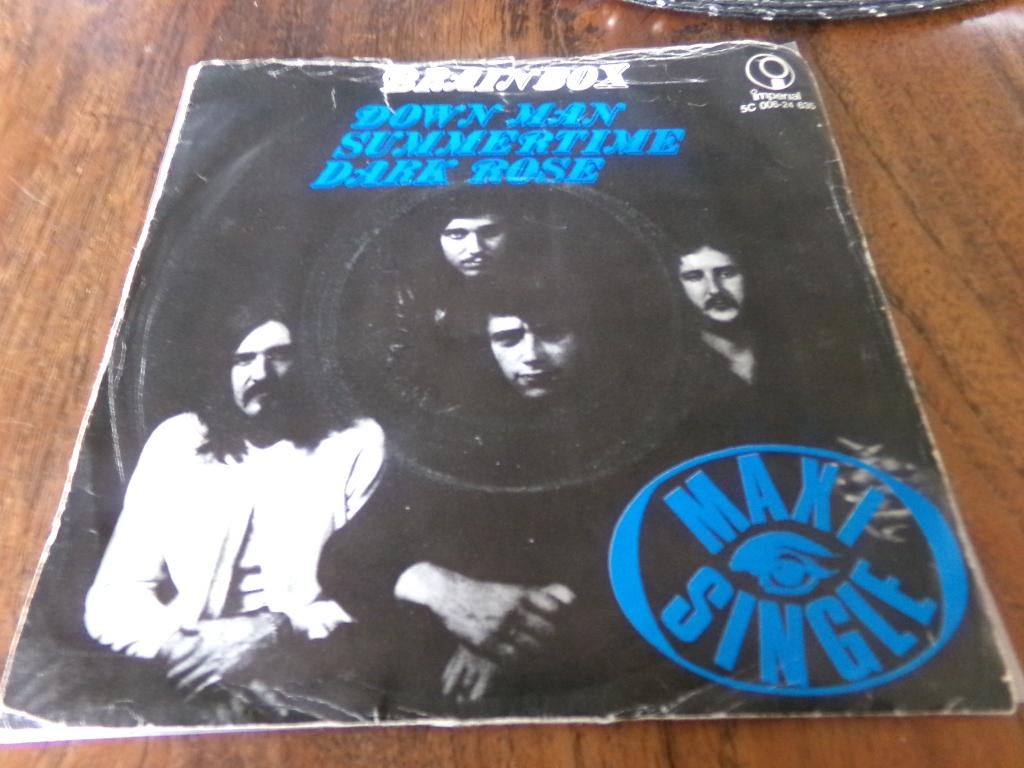 BRAINBOX
DOWN MAN
SUMMERTIME
DARK ROSE
imperial
5C 006-24 635
MAXI
SINGLE